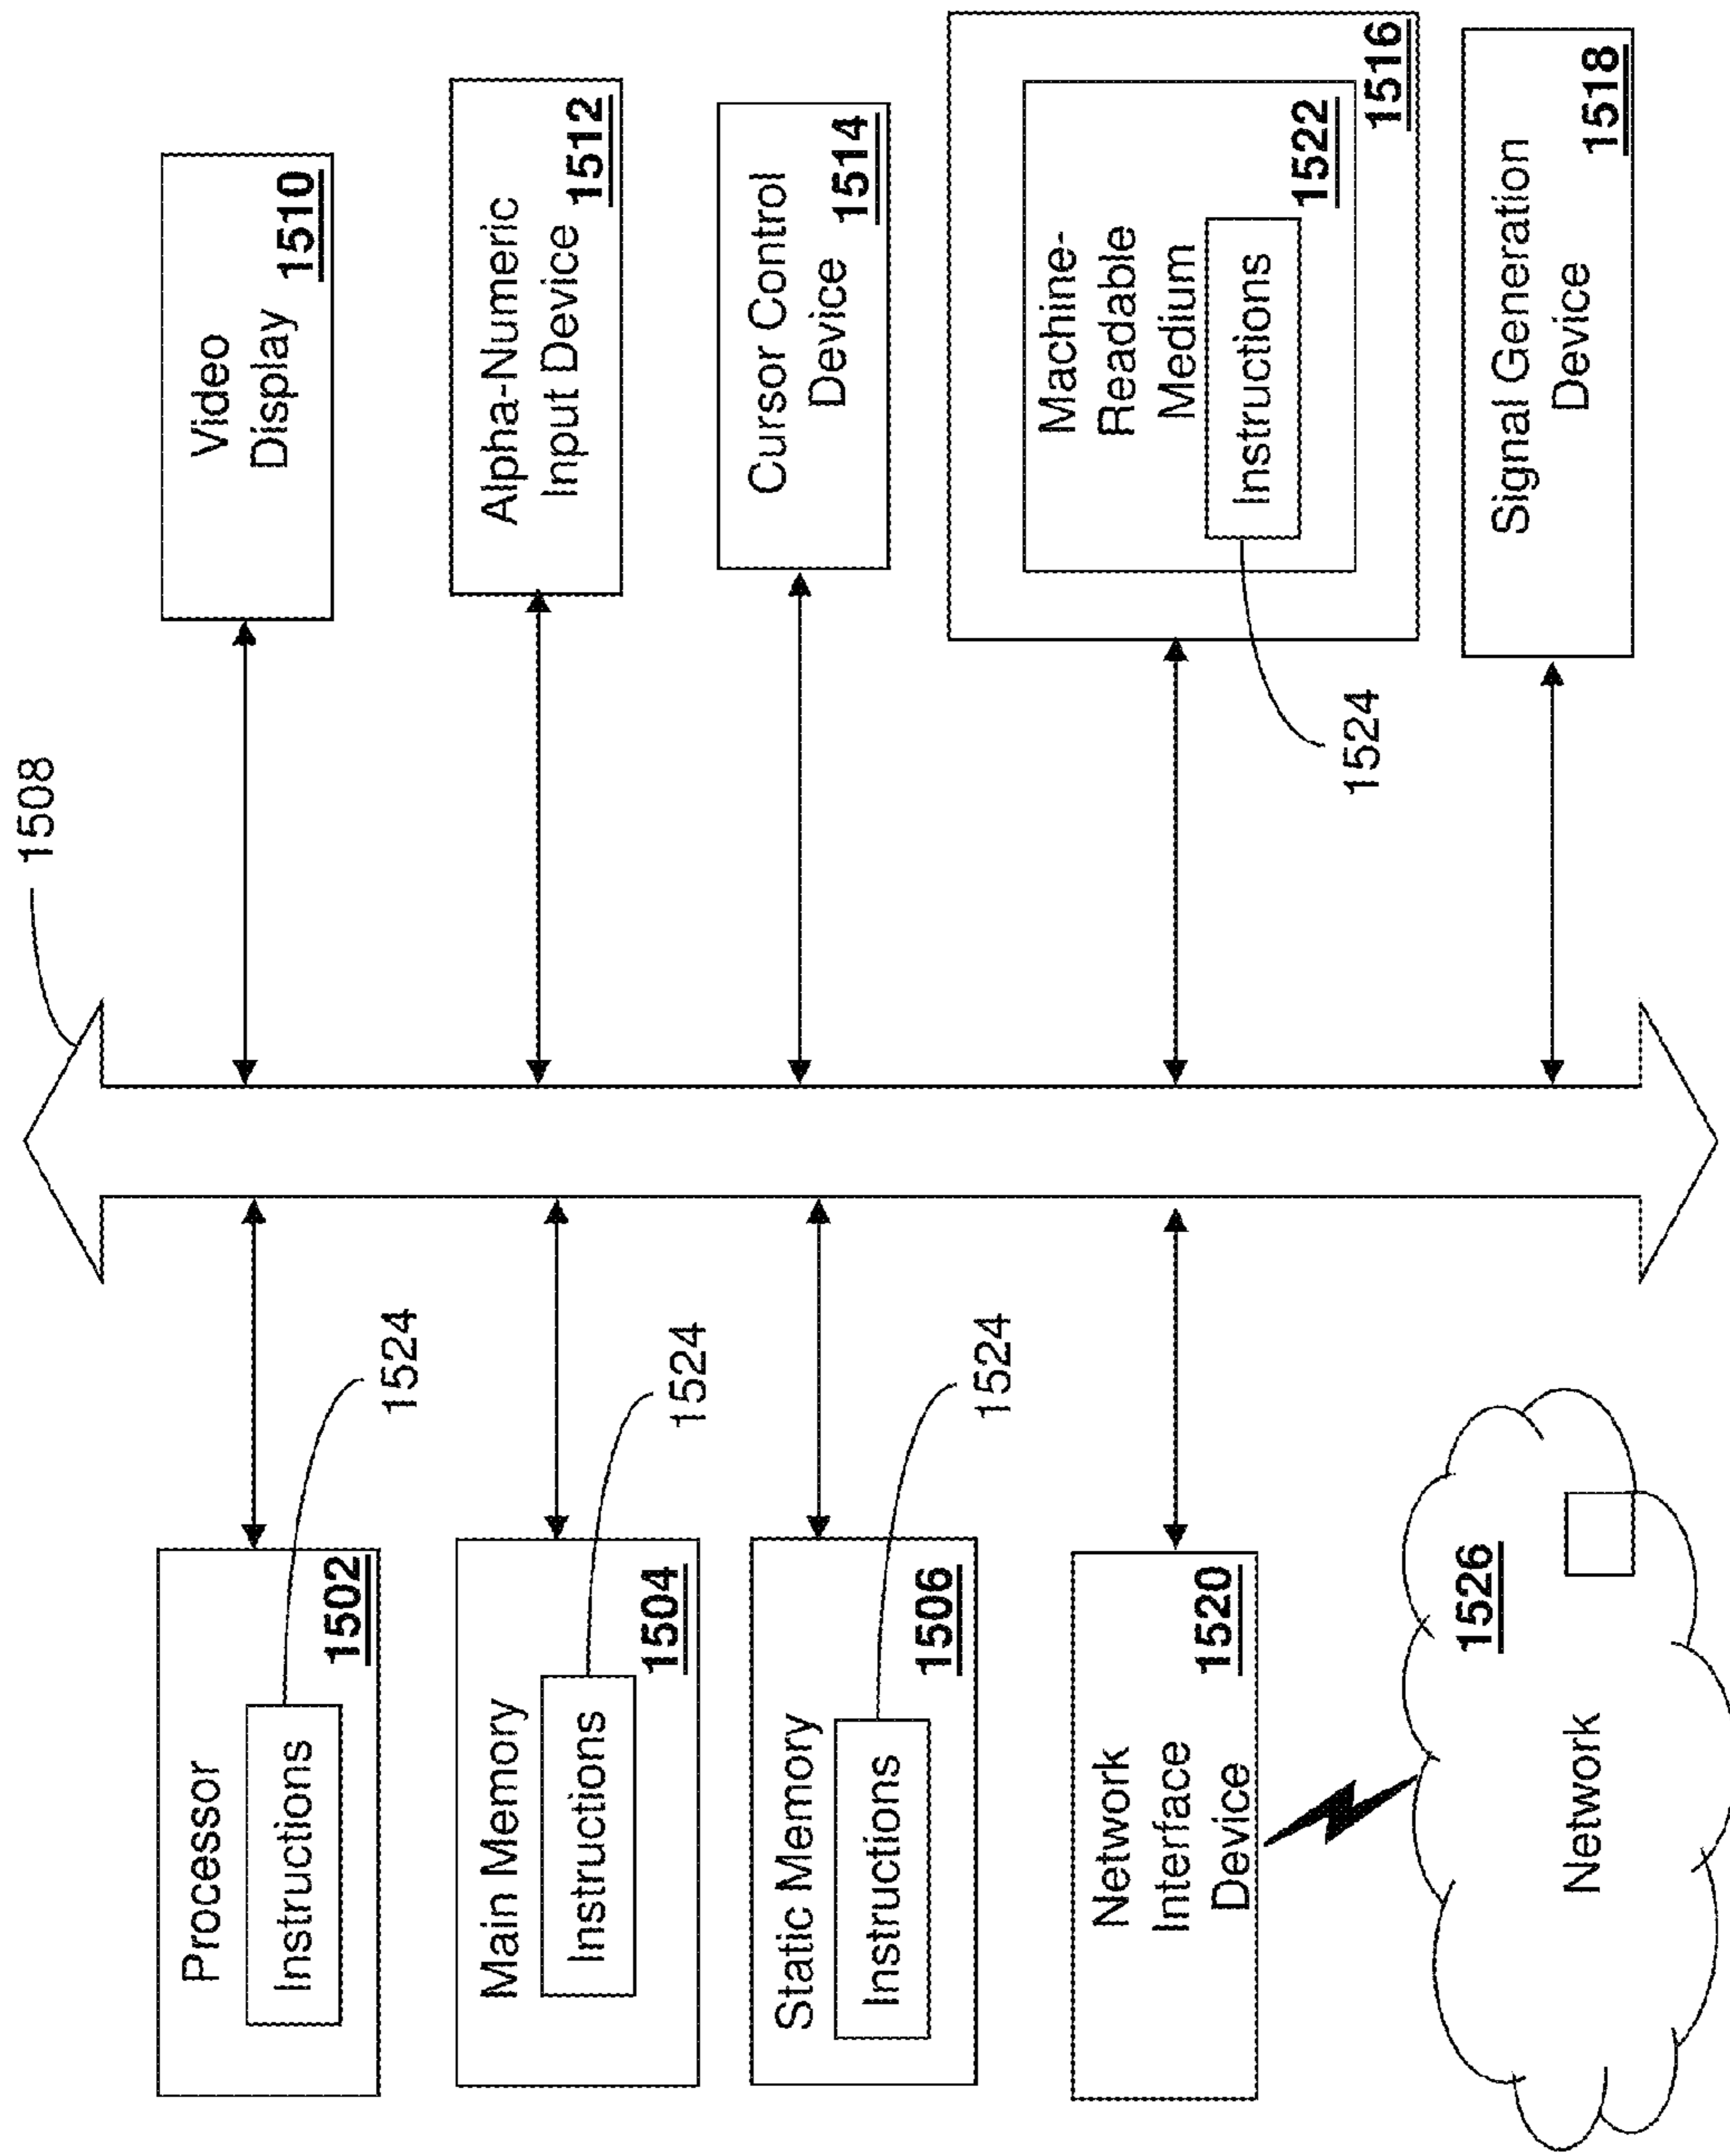 1508
Processor
Instructions
1502
1524
Main Memory
Instructions
1504
1524
Static Memory
Instructions
1506
1524
Network
Interface
Device
1520
1526
Network
Video
Display
1510
Alpha-Numeric
Input Device
1512
Cursor Control
Device
1514
Machine-
Readable
Medium
1522
Instructions
1516
1524
Signal Generation
Device
1518